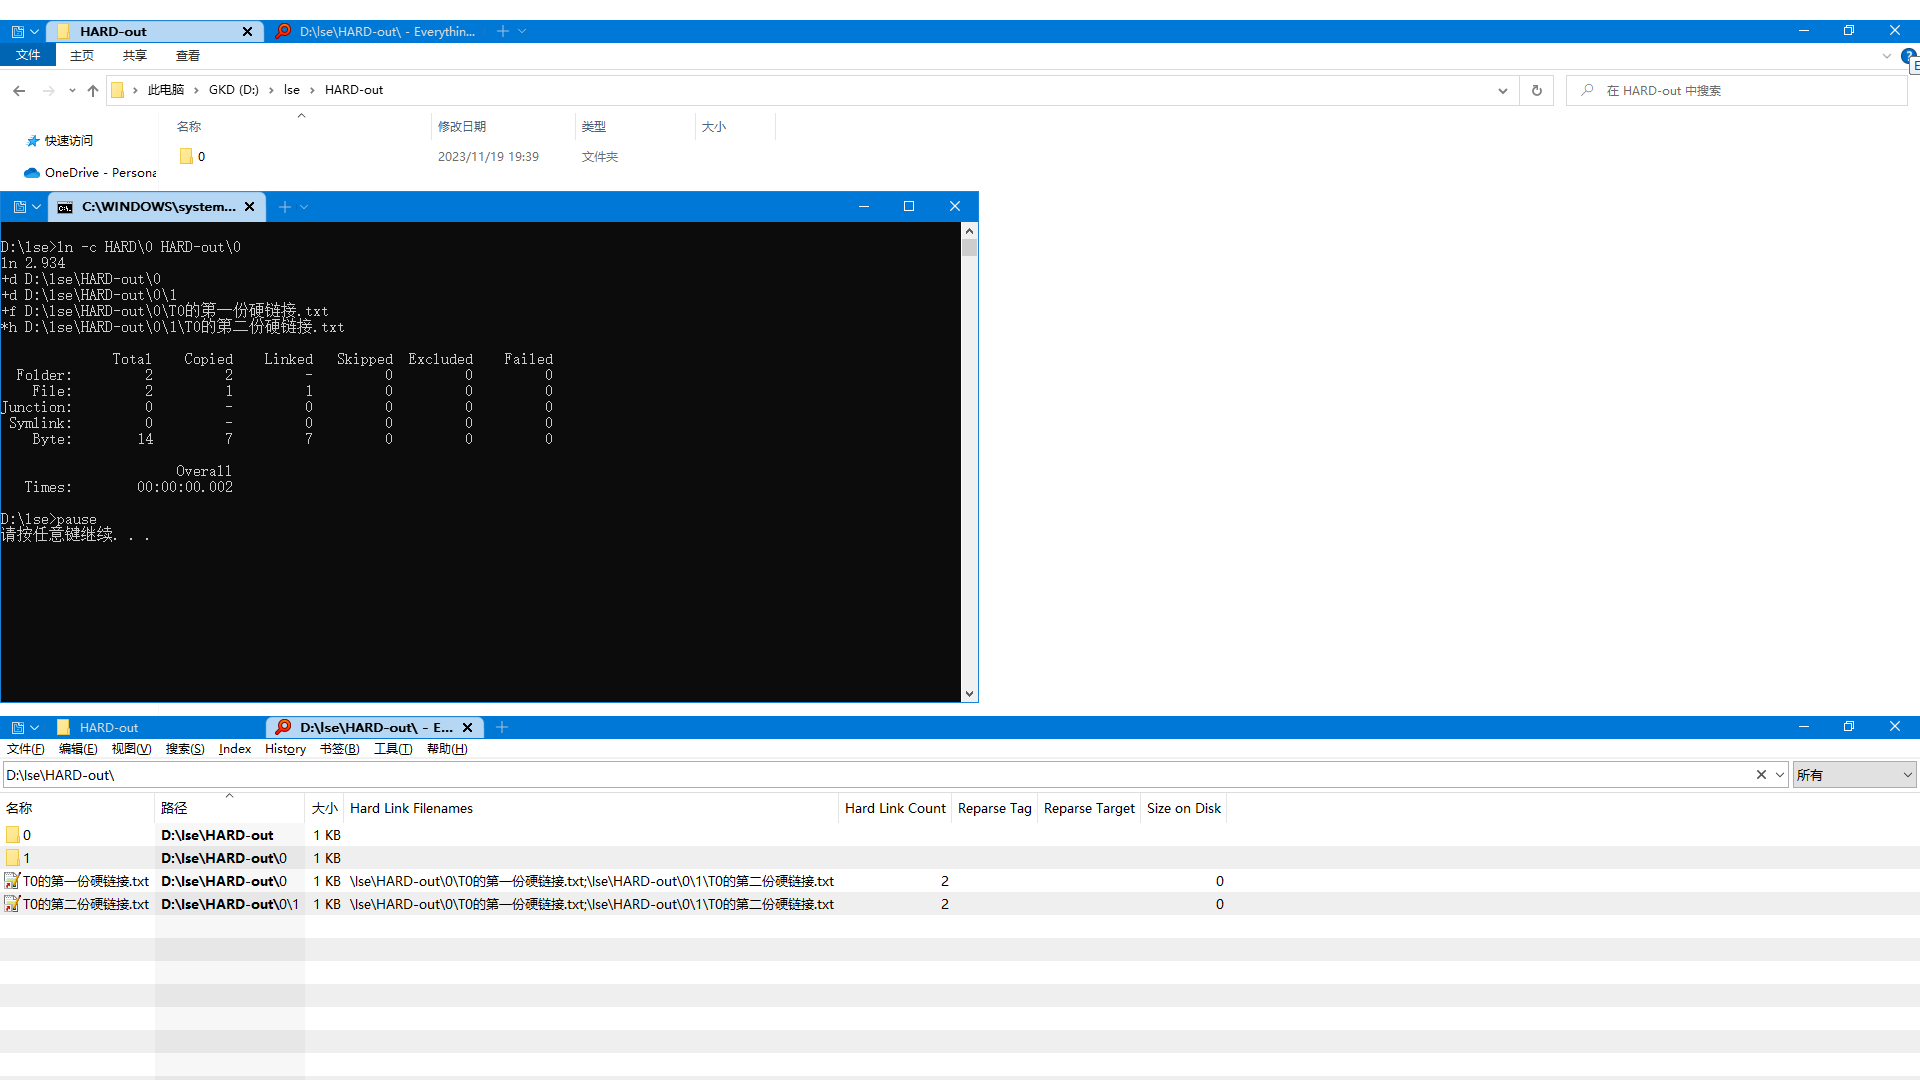 HARD-out
D:\lse\HARD-out\ - Everythin...
文件 主页 共享 查看
此电脑 GKD (D:) lse HARD-out
在 HARD-out 中搜索
名称 修改日期 类型 大小
快速访问
0 2023/11/19 19:39 文件夹
OneDrive - Persona
C:\WINDOWS\system...
D:\lse>ln -c HARD\0 HARD-out\0
ln 2.934
+d D:\lse\HARD-out\0
+d D:\lse\HARD-out\0\1
+f D:\lse\HARD-out\0\T0的第一份硬链接.txt
*h D:\lse\HARD-out\0\1\T0的第二份硬链接.txt
Total Copied Linked Skipped Excluded Failed
Folder: 2 2 - 0 0 0
File: 2 1 1 0 0 0
Junction: 0 - 0 0 0 0
Symlink: 0 - 0 0 0 0
Byte: 14 7 7 0 0 0
Overall
Times: 00:00:00.002
D:\lse>pause
请按任意键继续. . .
HARD-out
D:\lse\HARD-out\ - E...
文件(F) 编辑(E) 视图(V) 搜索(S) Index History 书签(B) 工具(T) 帮助(H)
D:\lse\HARD-out\ 所有
名称 路径 大小 Hard Link Filenames Hard Link Count Reparse Tag Reparse Target Size on Disk
0 D:\lse\HARD-out 1 KB
1 D:\lse\HARD-out\0 1 KB
T0的第一份硬链接.txt D:\lse\HARD-out\0 1 KB \lse\HARD-out\0\T0的第一份硬链接.txt;\lse\HARD-out\0\1\T0的第二份硬链接.txt 2 0
T0的第二份硬链接.txt D:\lse\HARD-out\0\1 1 KB \lse\HARD-out\0\T0的第一份硬链接.txt;\lse\HARD-out\0\1\T0的第二份硬链接.txt 2 0